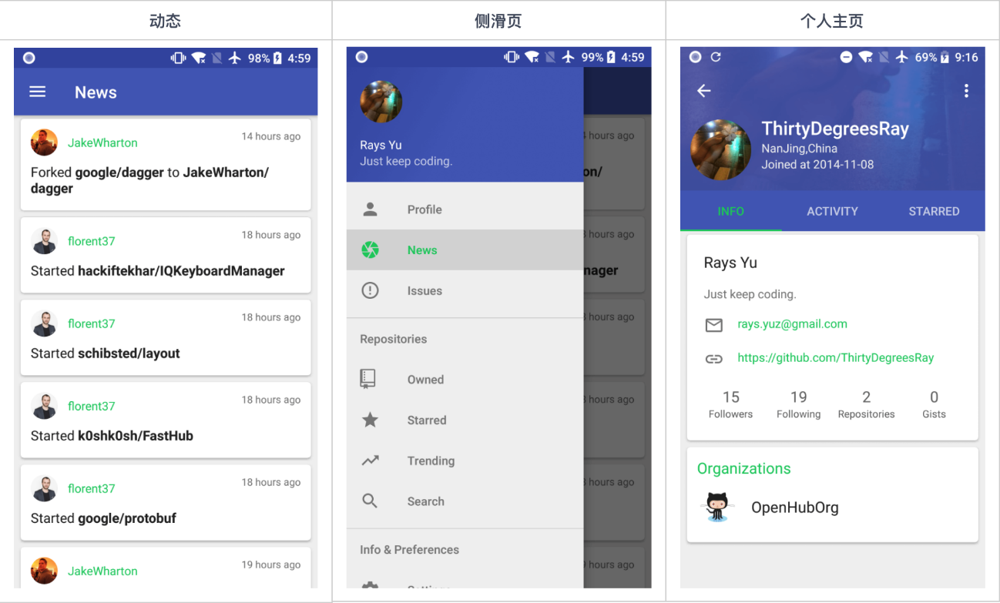 动态
侧滑页
个人主页
98% 4:59
News
JakeWharton
14 hours ago
Forked google/dagger to JakeWharton/
dagger
florent37
18 hours ago
Started hackiftekhar/IQKeyboardManager
florent37
18 hours ago
Started schibsted/layout
florent37
18 hours ago
Started k0shk0sh/FastHub
florent37
18 hours ago
Started google/protobuf
JakeWharton
19 hours ago
99% 4:59
Rays Yu
Just keep coding.
Profile
News
Issues
Repositories
Owned
Starred
Trending
Search
Info & Preferences
hours ago
on/
hours ago
nager
hours ago
hours ago
hours ago
hours ago
69% 9:16
ThirtyDegreesRay
NanJing,China
Joined at 2014-11-08
INFO
ACTIVITY
STARRED
Rays Yu
Just keep coding.
rays.yuz@gmail.com
https://github.com/ThirtyDegreesRay
15
19
2
0
Followers
Following
Repositories
Gists
Organizations
OpenHubOrg